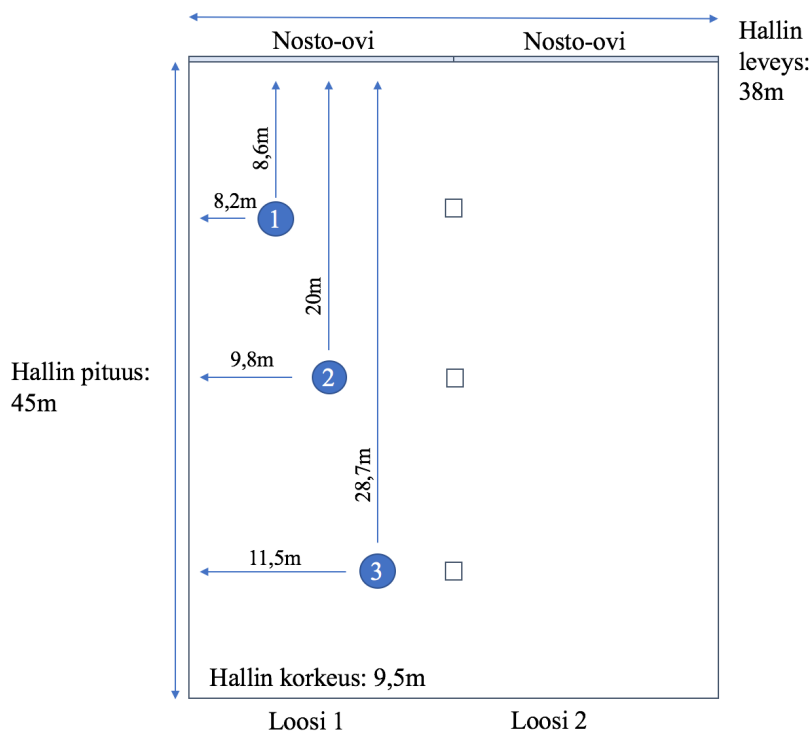 Nosto-ovi
Nosto-ovi
Hallin
leveys:
38m
8,6m
8,2m
1
20m
9,8m
2
Hallin pituus:
45m
28,7m
11,5m
3
Hallin korkeus: 9,5m
Loosi 1
Loosi 2